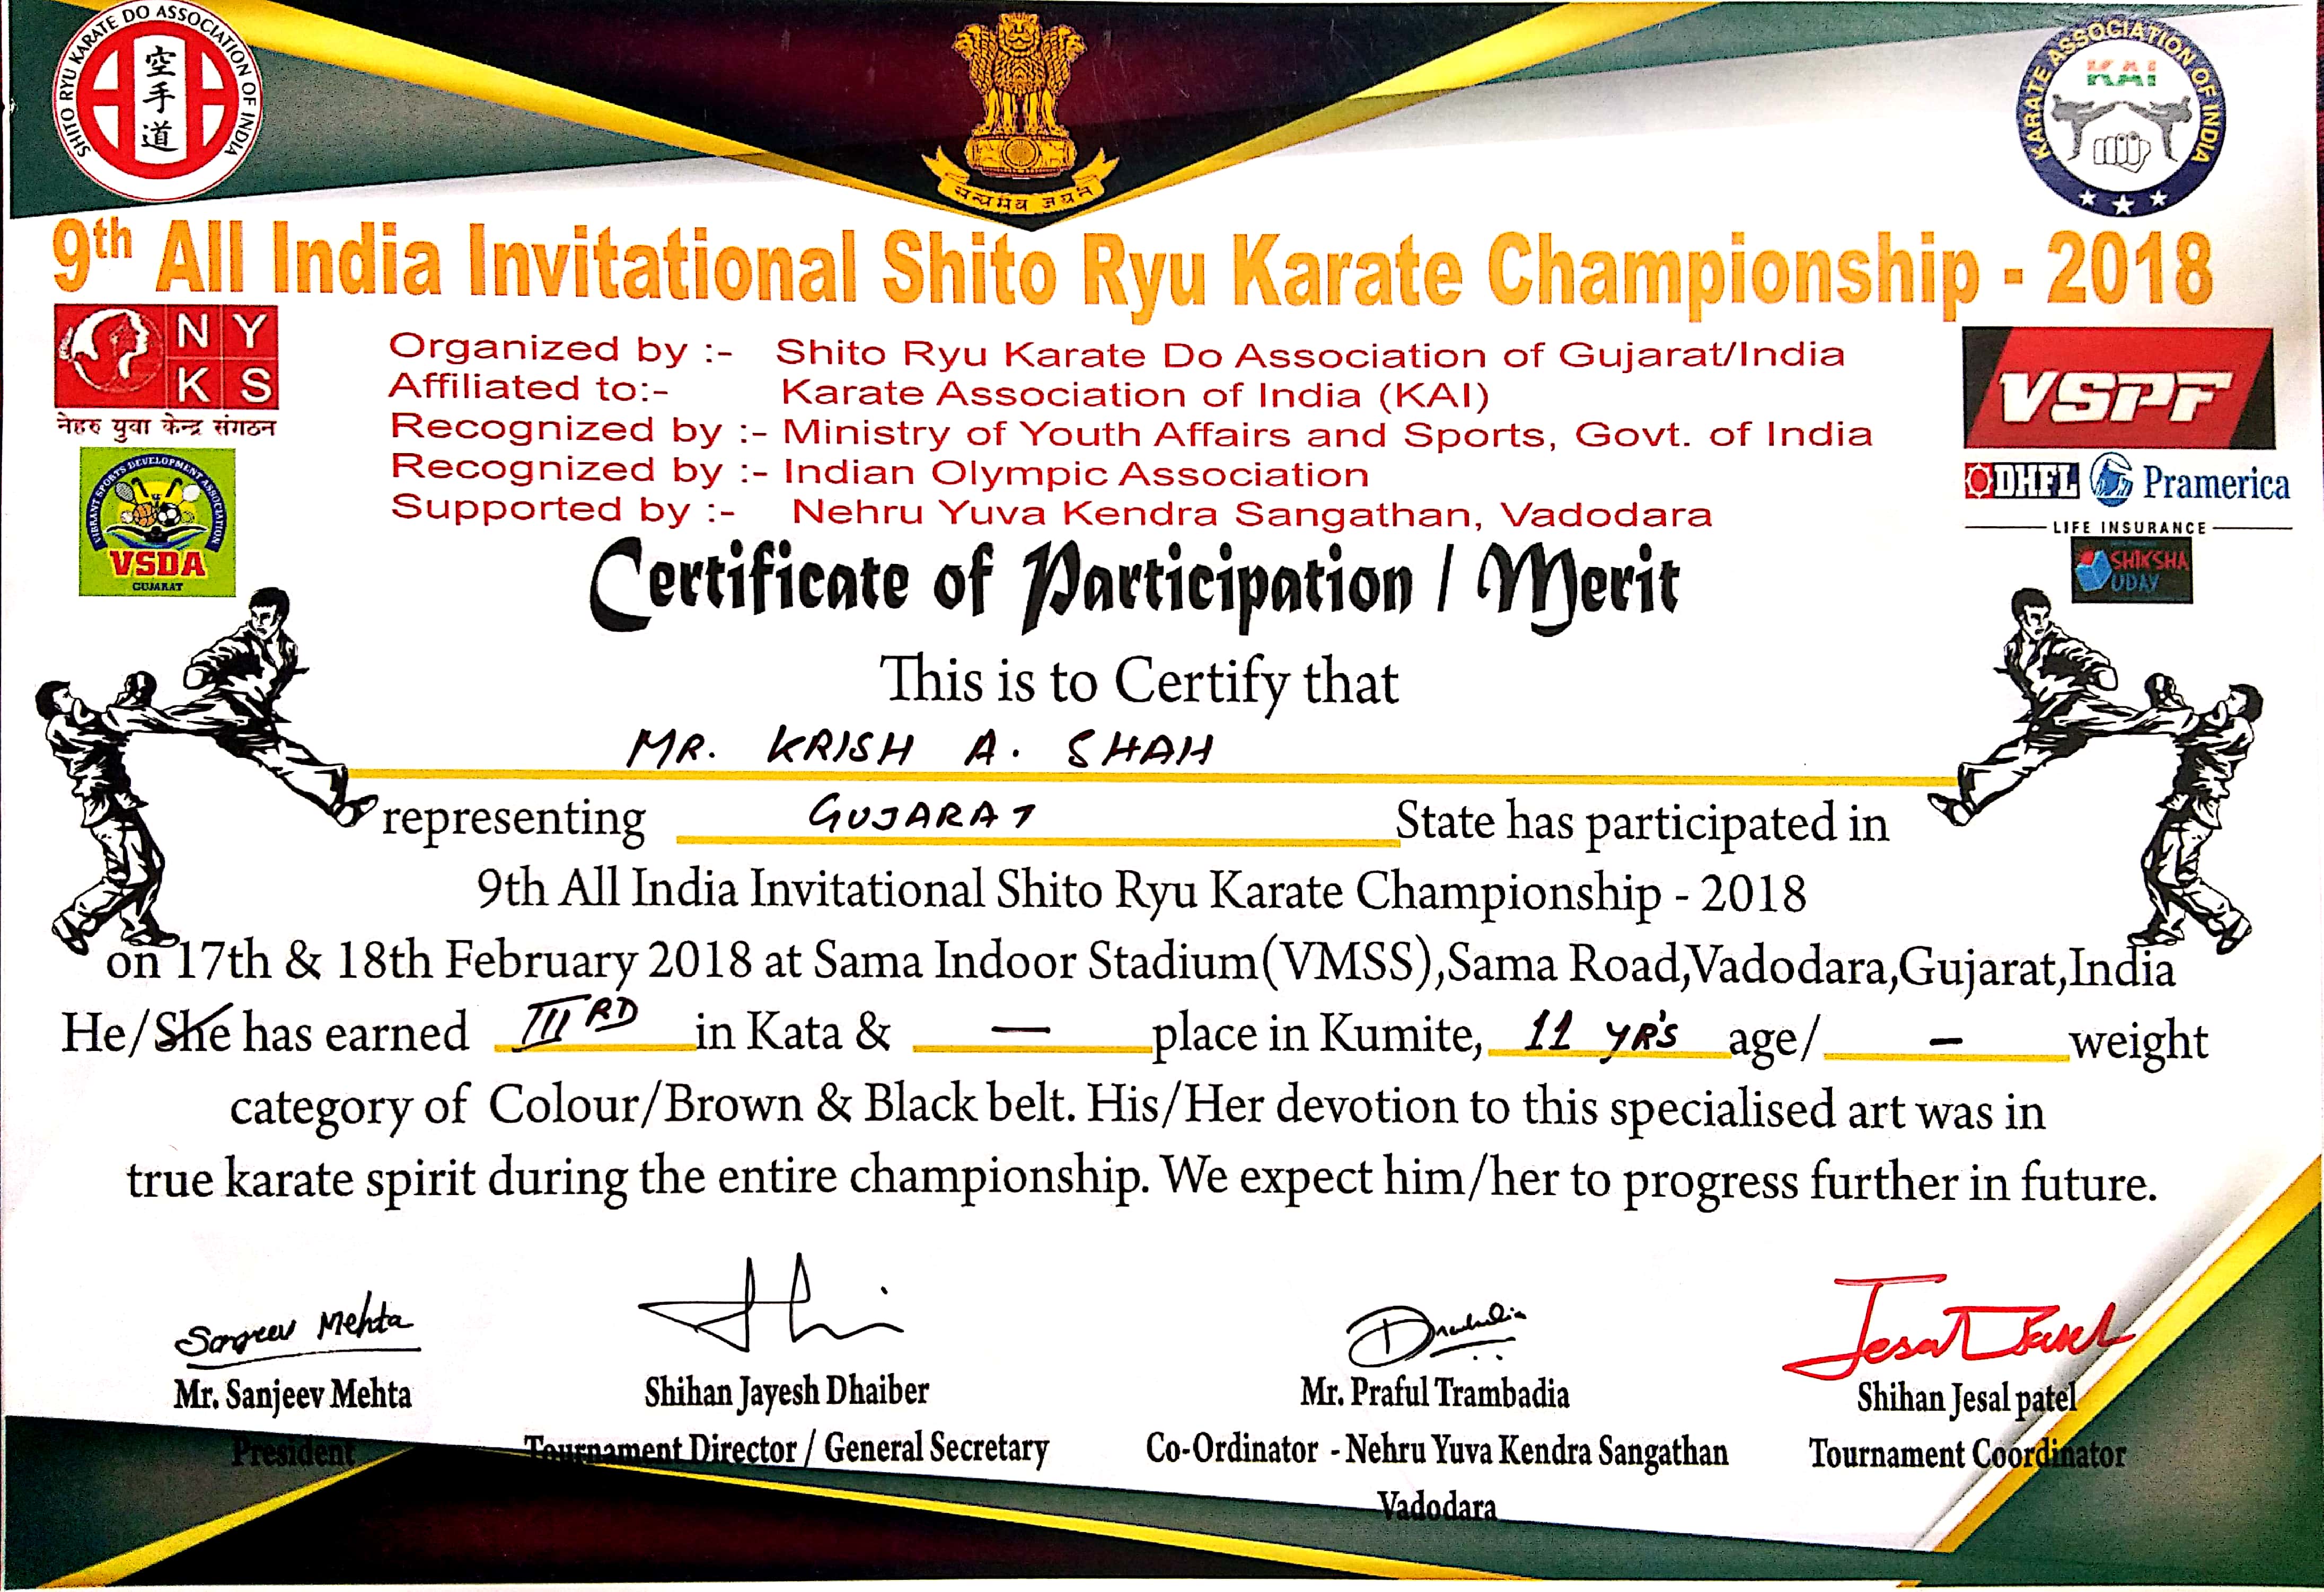 SHITO RYU KARATE DO ASSOCIATION OF INDIA
空手道
सत्यमेव जयते
KARATE ASSOCIATION OF INDIA
KAI
9th All India Invitational Shito Ryu Karate Championship - 2018
NYKS
नेहरु युवा केन्द्र संगठन
Organized by :- Shito Ryu Karate Do Association of Gujarat/India
Affiliated to:- Karate Association of India (KAI)
Recognized by :- Ministry of Youth Affairs and Sports, Govt. of India
Recognized by :- Indian Olympic Association
Supported by :- Nehru Yuva Kendra Sangathan, Vadodara
VSPF
DHFL Pramerica
LIFE INSURANCE
SHIKSHA
UDAY
VIBRANT SPORTS DEVELOPMENT ASSOCIATION
VSDA
GUJARAT
Certificate of Participation / Merit
This is to Certify that
MR. KRISH A. SHAH
representing GUJARAT State has participated in
9th All India Invitational Shito Ryu Karate Championship - 2018
on 17th & 18th February 2018 at Sama Indoor Stadium(VMSS),Sama Road,Vadodara,Gujarat,India
He/She has earned III RD in Kata & — place in Kumite, 11 YR'S age/ - weight
category of Colour/Brown & Black belt. His/Her devotion to this specialised art was in
true karate spirit during the entire championship. We expect him/her to progress further in future.
Sanjeev Mehta
Mr. Sanjeev Mehta
President
Shihan Jayesh Dhaiber
Tournament Director / General Secretary
Mr. Praful Trambadia
Co-Ordinator - Nehru Yuva Kendra Sangathan
Vadodara
Jesal Patel
Shihan Jesal patel
Tournament Coordinator